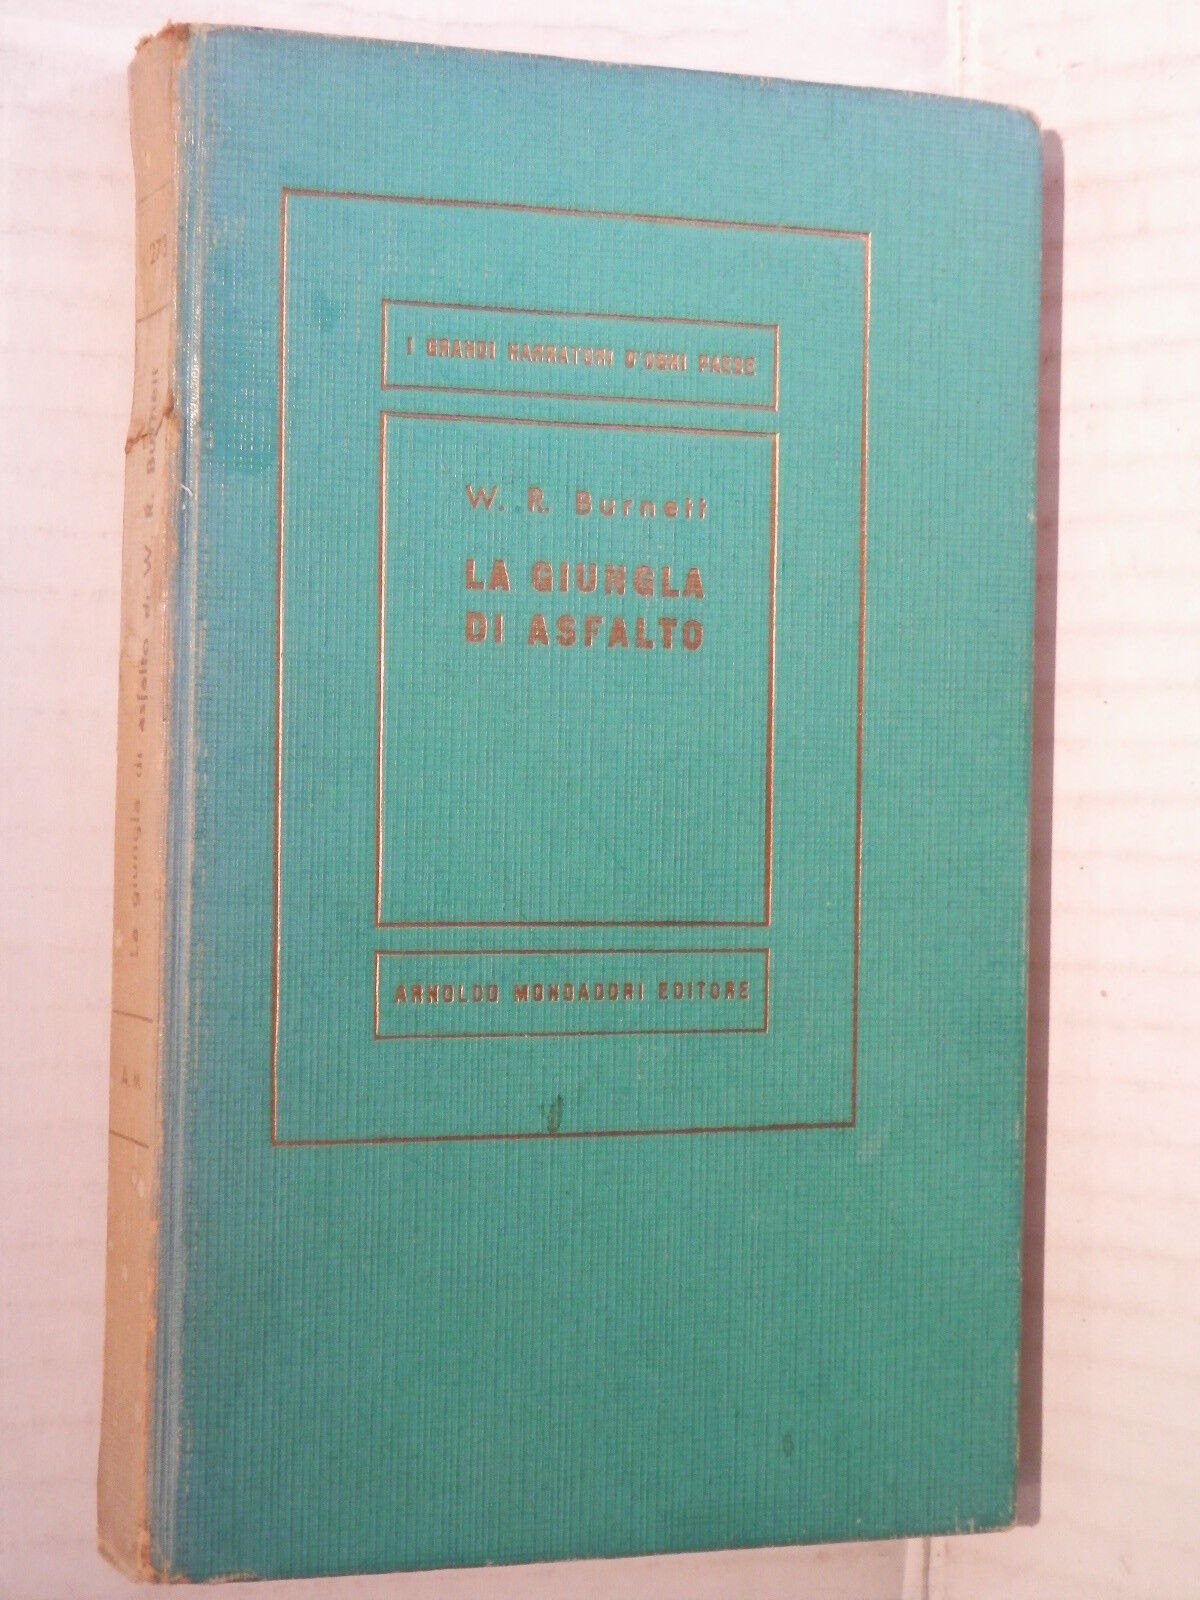 I GRANDI NARRATORI D'OGNI PAESE
W. R. Burnett
LA GIUNGLA
DI ASFALTO
ARNOLDO MONDADORI EDITORE
La giungla di asfalto di W. R. Burnett
A. M.